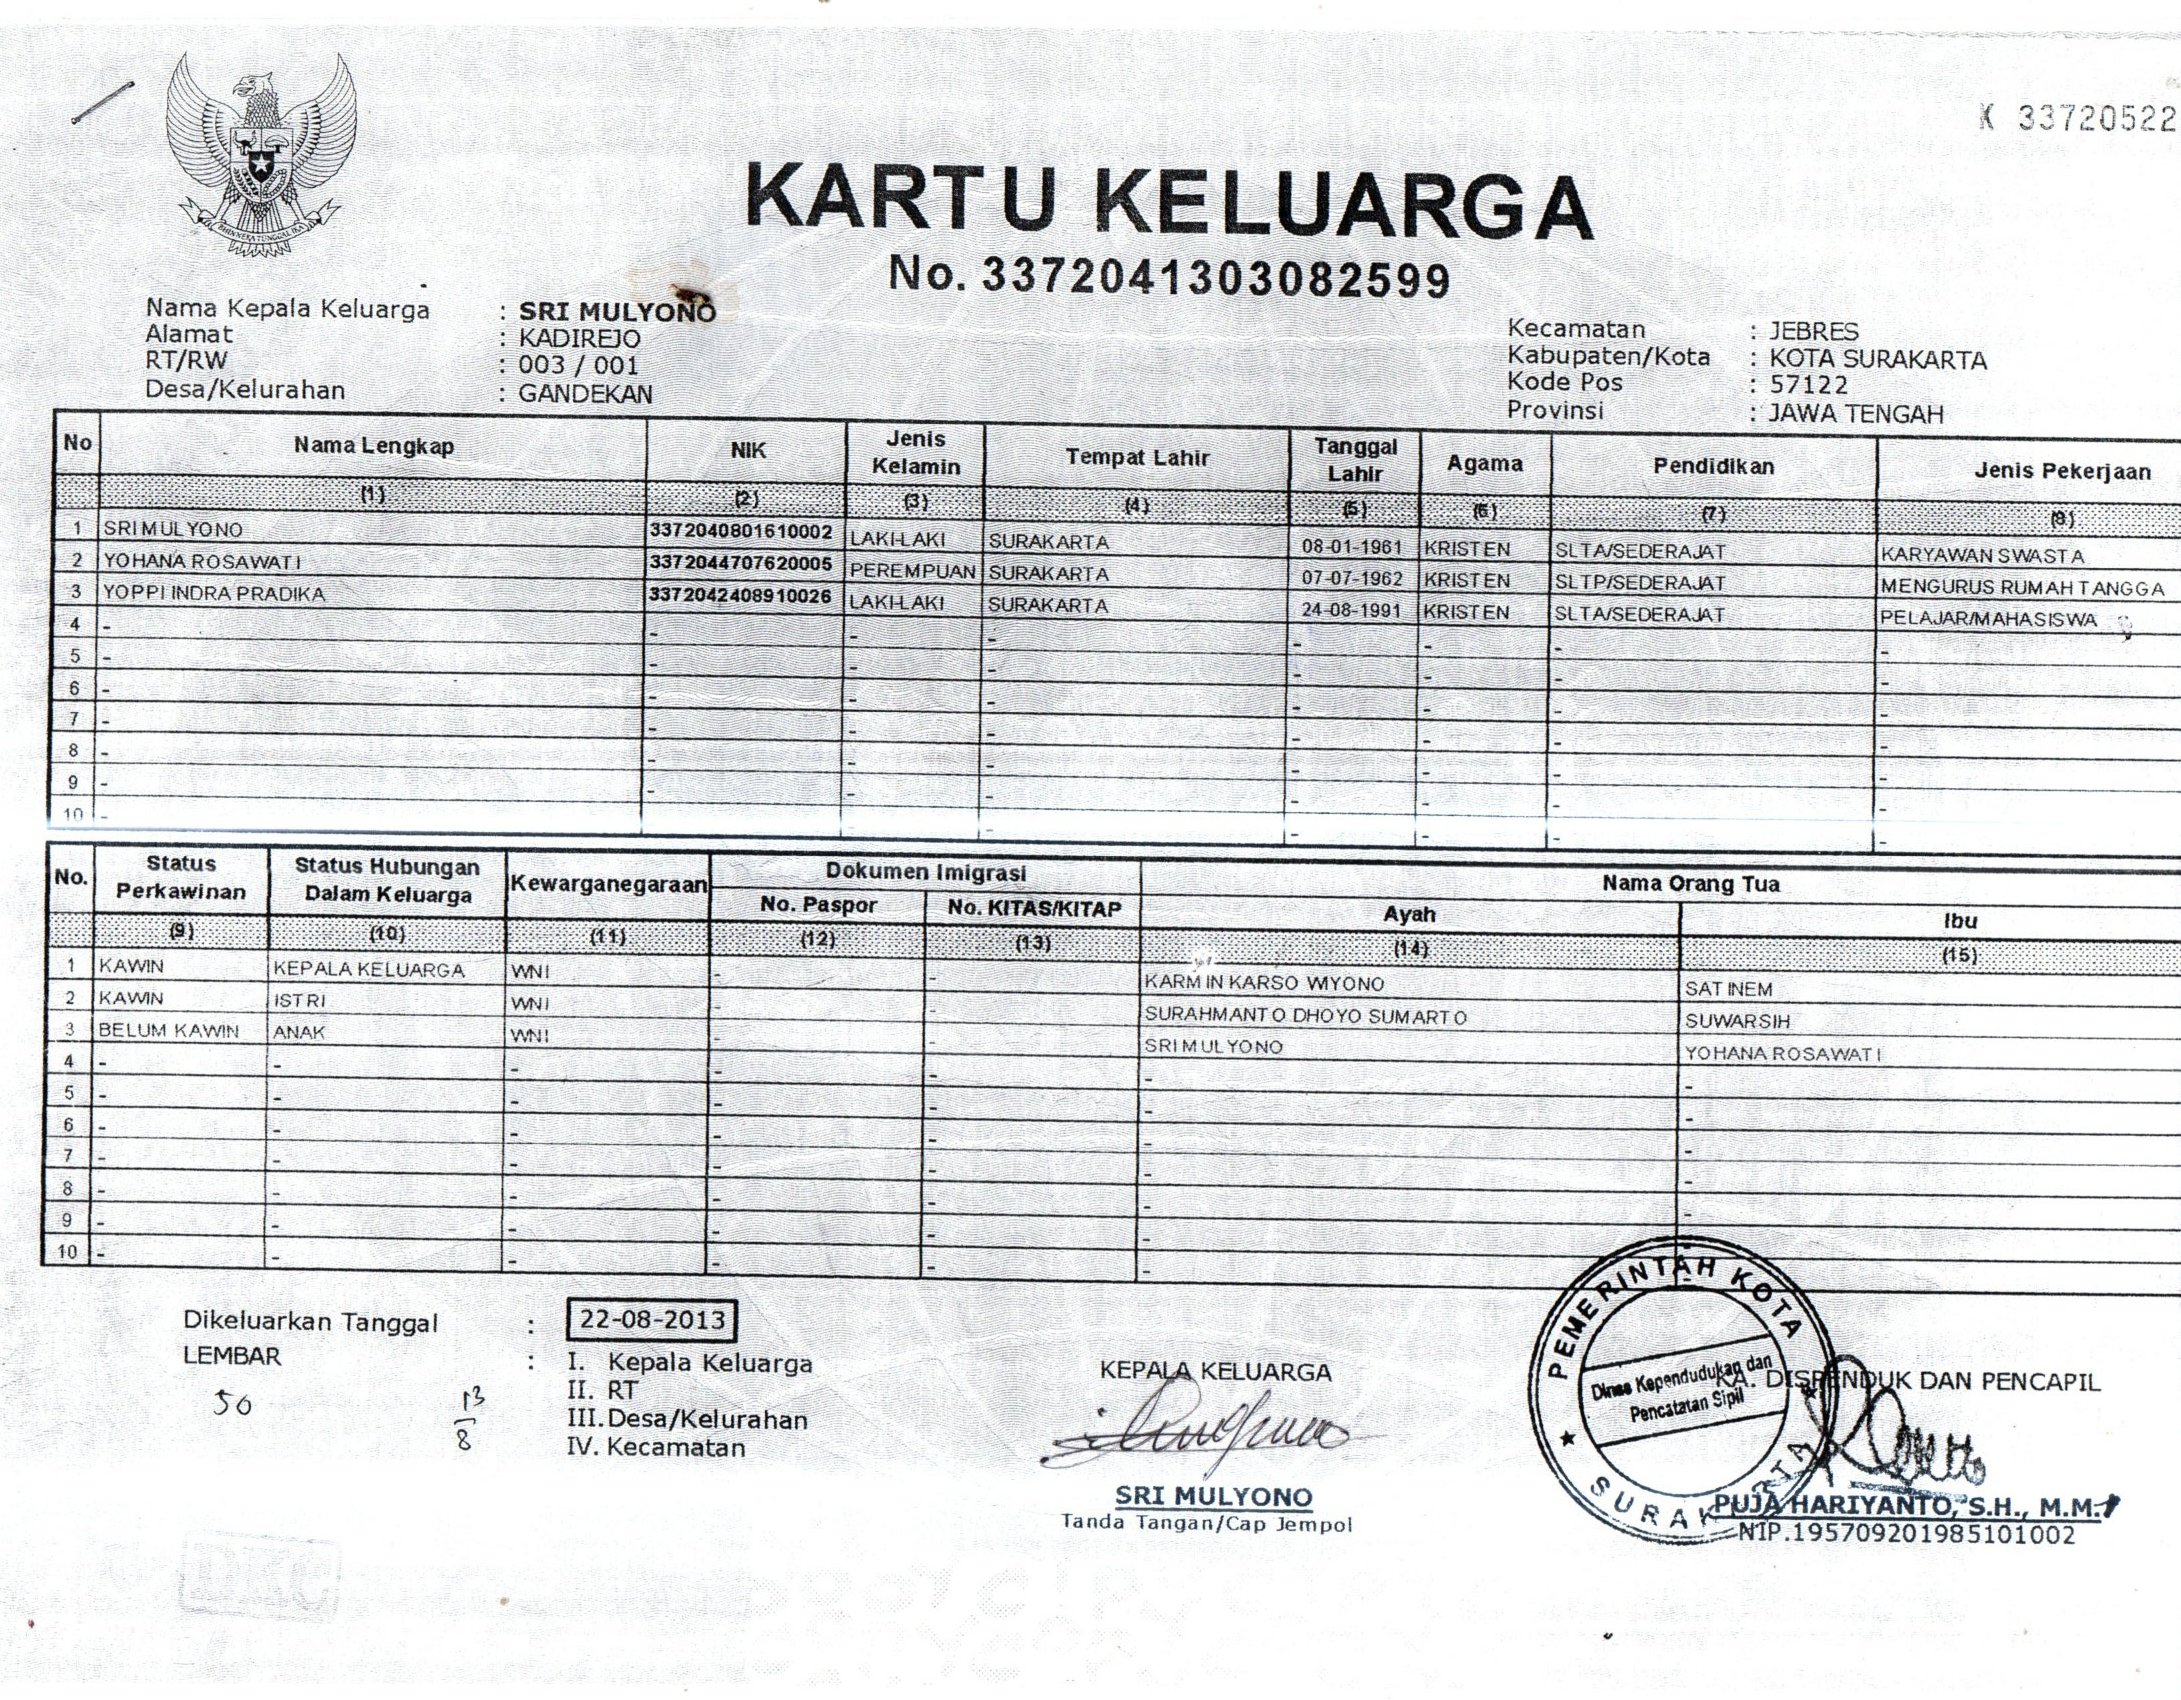 BHINNEKA TUNGGAL IKA
K 33720522
KARTU KELUARGA
No. 3372041303082599
Nama Kepala Keluarga : SRI MULYONO
Alamat : KADIREJO
RT/RW : 003 / 001
Desa/Kelurahan : GANDEKAN
Kecamatan : JEBRES
Kabupaten/Kota : KOTA SURAKARTA
Kode Pos : 57122
Provinsi : JAWA TENGAH
No Nama Lengkap NIK Jenis Kelamin Tempat Lahir Tanggal Lahir Agama Pendidikan Jenis Pekerjaan
(1) (2) (3) (4) (5) (6) (7) (8)
1 SRI MULYONO 3372040801610002 LAKI-LAKI SURAKARTA 08-01-1961 KRISTEN SLTA/SEDERAJAT KARYAWAN SWASTA
2 YOHANA ROSAWATI 3372044707620005 PEREMPUAN SURAKARTA 07-07-1962 KRISTEN SLTP/SEDERAJAT MENGURUS RUMAH TANGGA
3 YOPPI INDRA PRADIKA 3372042408910026 LAKI-LAKI SURAKARTA 24-08-1991 KRISTEN SLTA/SEDERAJAT PELAJAR/MAHASISWA
4 - - - - - - - -
5 - - - - - - - -
6 - - - - - - - -
7 - - - - - - - -
8 - - - - - - - -
9 - - - - - - - -
10 - - - - - - -
No. Status Perkawinan Status Hubungan Dalam Keluarga Kewarganegaraan Dokumen Imigrasi Nama Orang Tua
No. Paspor No. KITAS/KITAP Ayah Ibu
(9) (10) (11) (12) (13) (14) (15)
1 KAWIN KEPALA KELUARGA WNI - - KARMIN KARSO WIYONO SATINEM
2 KAWIN ISTRI WNI - - SURAHMANTO DHOYO SUMARTO SUWARSIH
3 BELUM KAWIN ANAK WNI - - SRI MULYONO YOHANA ROSAWATI
4 - - - - - - -
5 - - - - - - -
6 - - - - - - -
7 - - - - - - -
8 - - - - - - -
9 - - - - - - -
10 - - - - - - -
Dikeluarkan Tanggal : 22-08-2013
LEMBAR : I. Kepala Keluarga
II. RT
III. Desa/Kelurahan
IV. Kecamatan
50
13/8
KEPALA KELUARGA
SRI MULYONO
Tanda Tangan/Cap Jempol
PEMERINTAH KOTA
SURAKARTA
Dinas Kependudukan dan
Pencatatan Sipil
KA. DISPENDUK DAN PENCAPIL
PUJA HARIYANTO, S.H., M.M.
NIP.195709201985101002